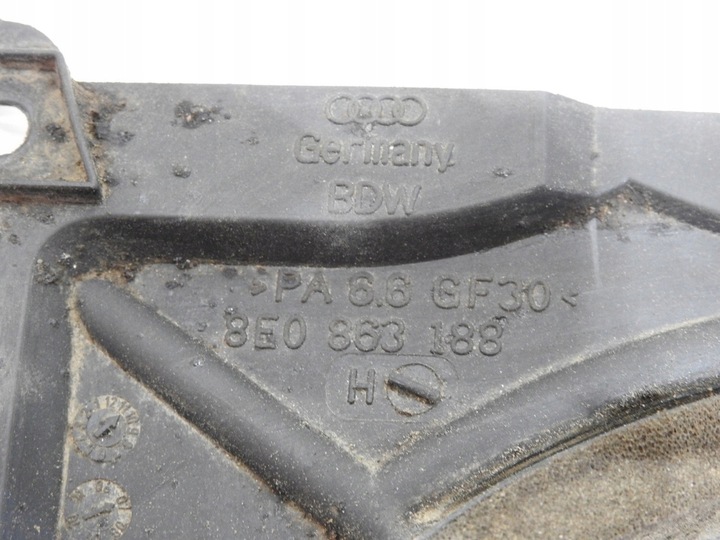 Germany
BDW
>PA 6.6 GF30<
8E0 863 188
H